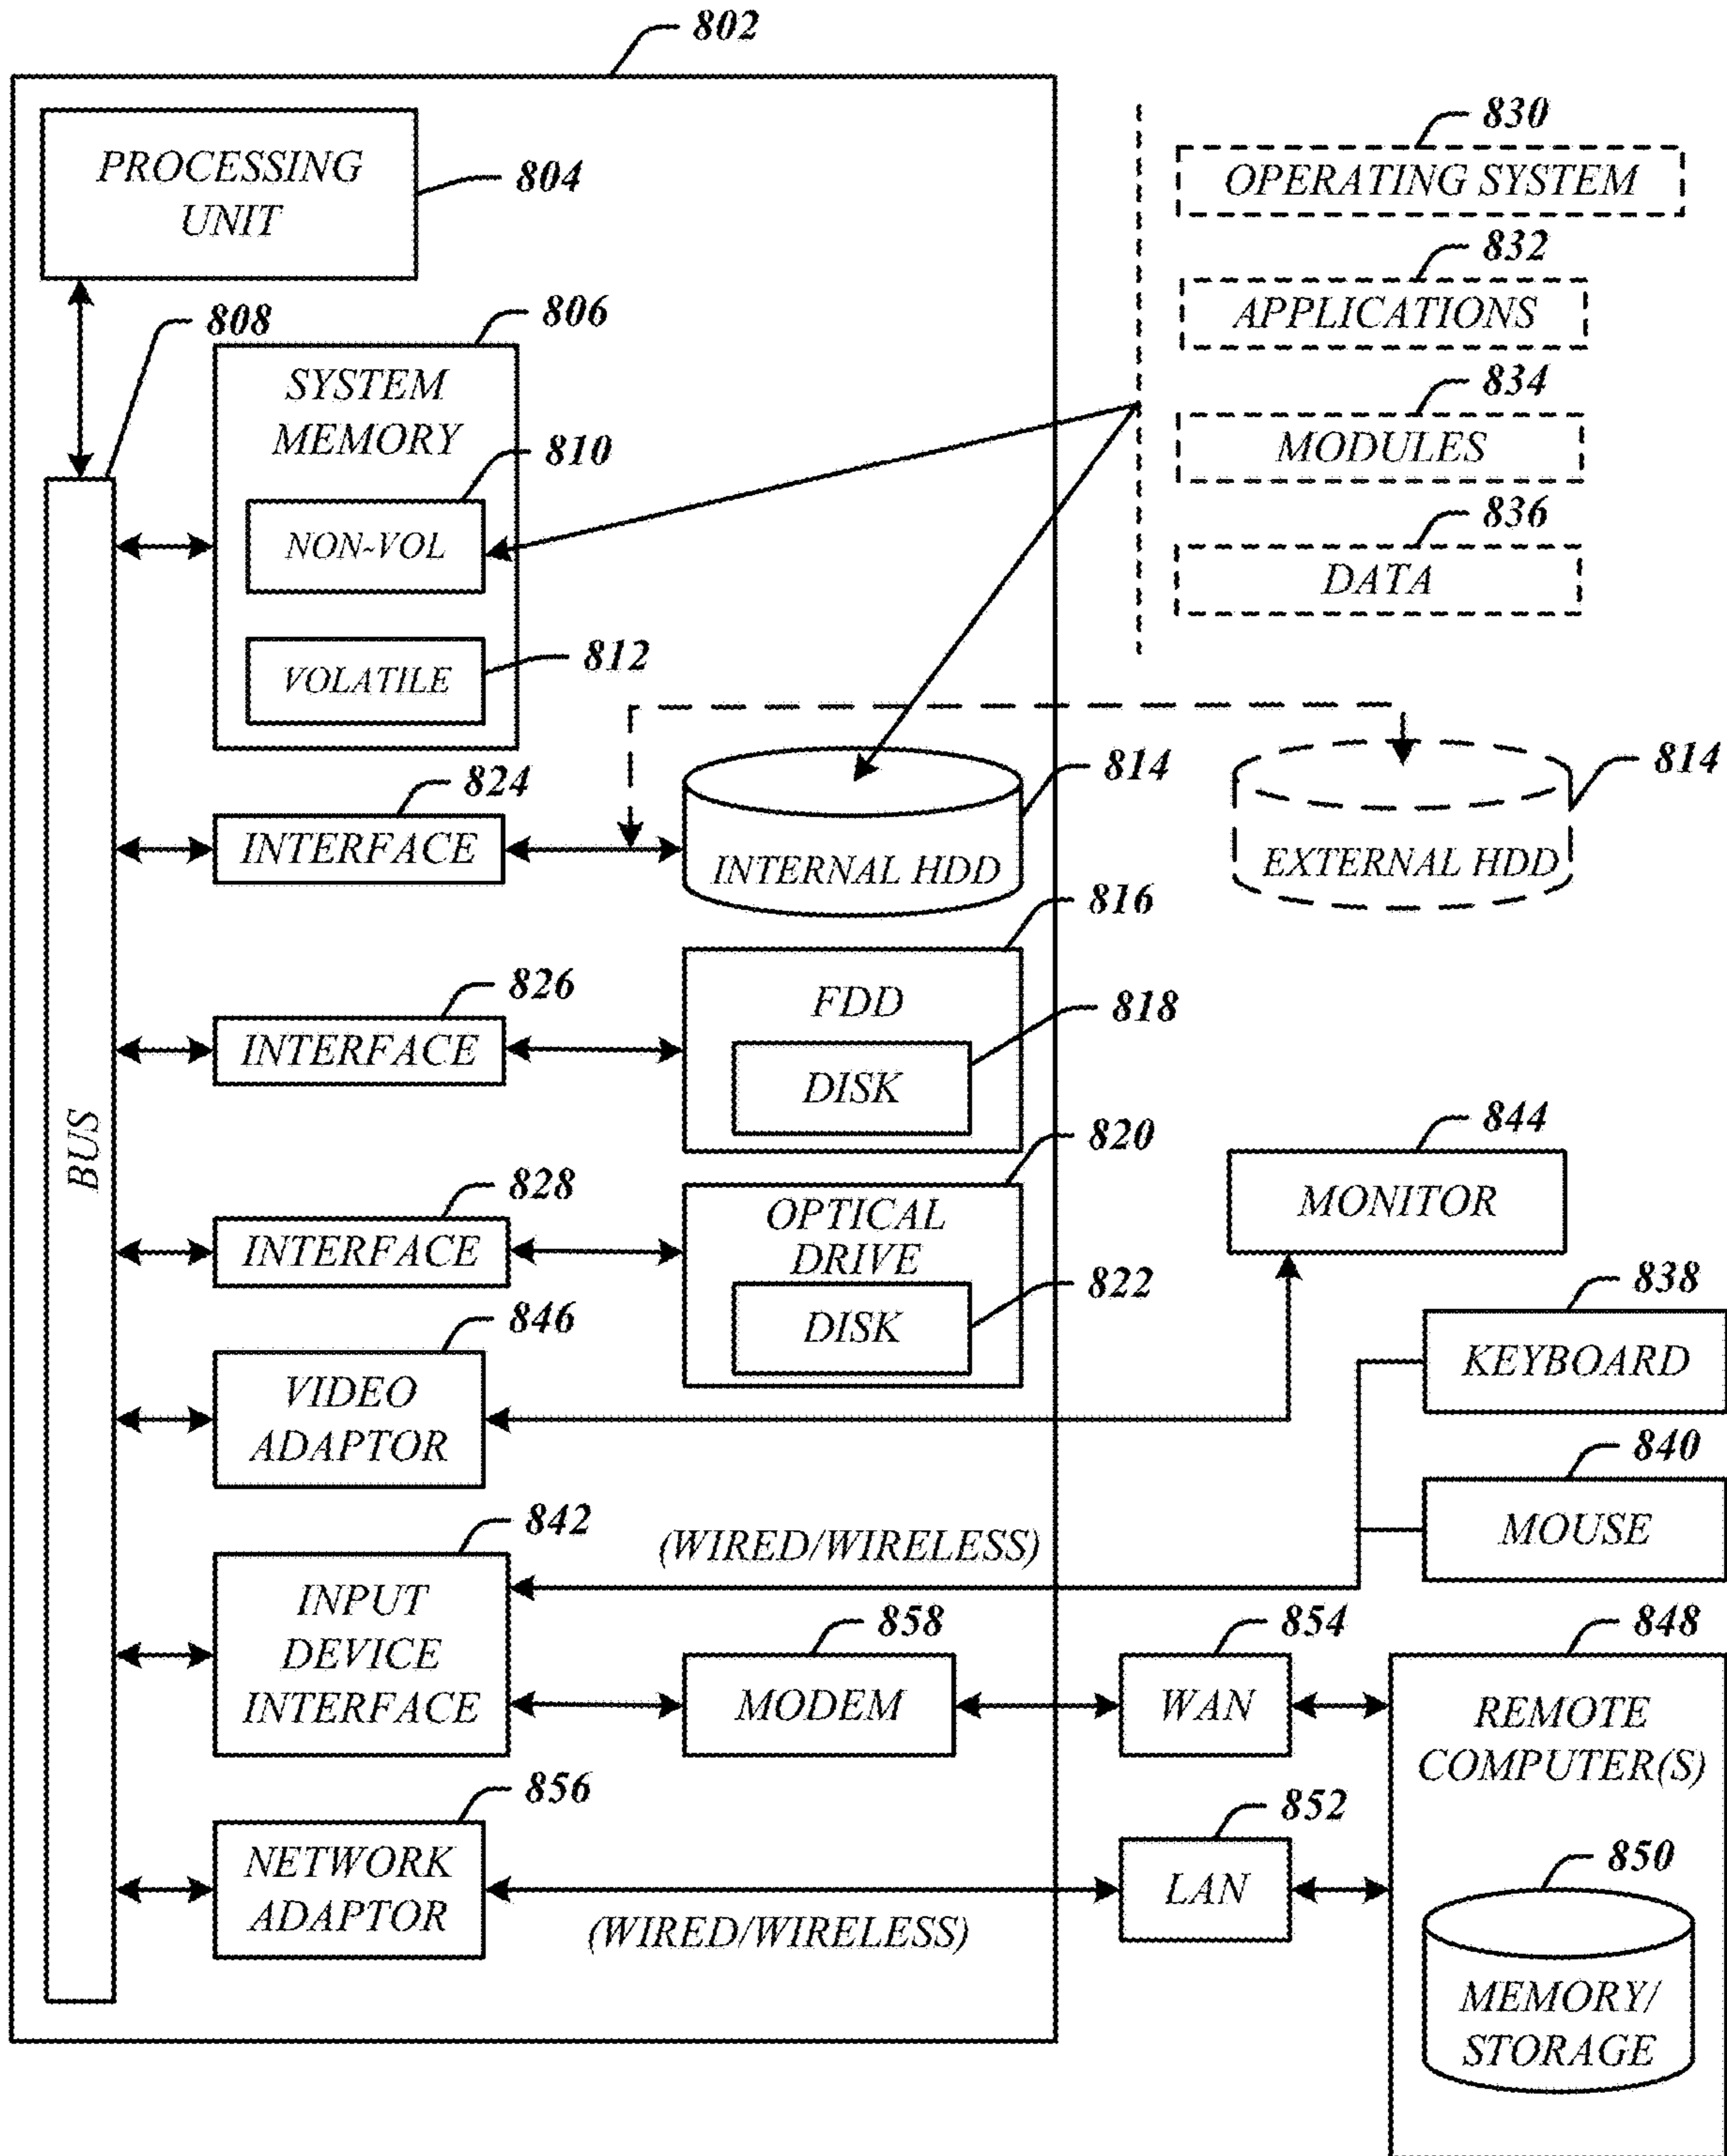 802
PROCESSING
UNIT
804
830
OPERATING SYSTEM
832
APPLICATIONS
834
MODULES
836
DATA
808
806
SYSTEM
MEMORY
810
NON-VOL
812
VOLATILE
824
INTERFACE
814
INTERNAL HDD
814
EXTERNAL HDD
816
FDD
818
DISK
826
INTERFACE
BUS
820
OPTICAL
DRIVE
822
DISK
828
INTERFACE
844
MONITOR
838
KEYBOARD
846
VIDEO
ADAPTOR
840
MOUSE
842
INPUT
DEVICE
INTERFACE
(WIRED/WIRELESS)
858
MODEM
854
WAN
848
REMOTE
COMPUTER(S)
856
NETWORK
ADAPTOR
(WIRED/WIRELESS)
852
LAN
850
MEMORY/
STORAGE